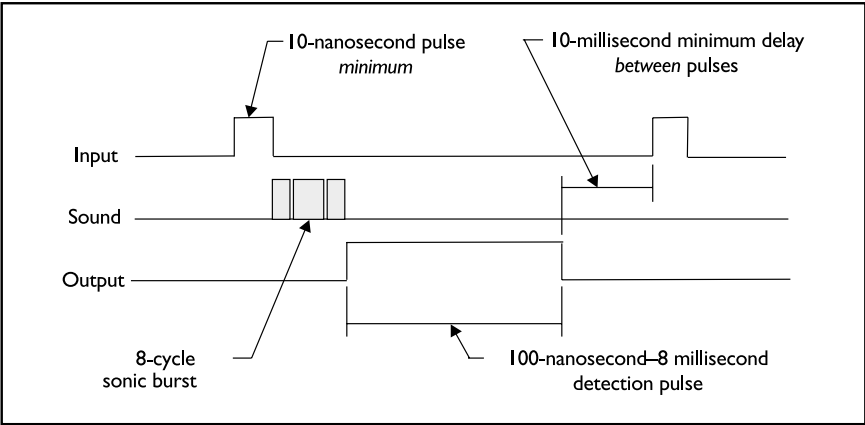 10-nanosecond pulse
minimum
10-millisecond minimum delay
between pulses
Input
Sound
Output
8-cycle
sonic burst
100-nanosecond–8 millisecond
detection pulse